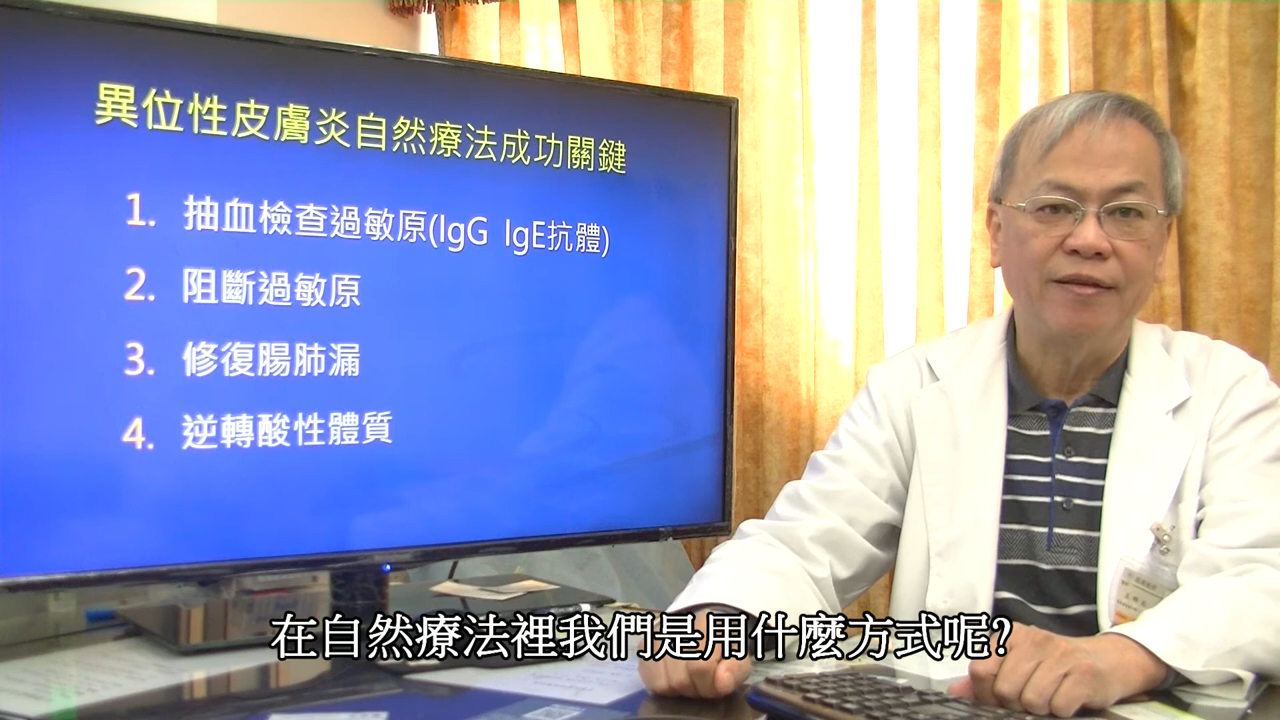 異位性皮膚炎自然療法成功關鍵
1. 抽血檢查過敏原(IgG IgE抗體)
2. 阻斷過敏原
3. 修復腸肺漏
4. 逆轉酸性體質
在自然療法裡我們是用什麼方式呢?